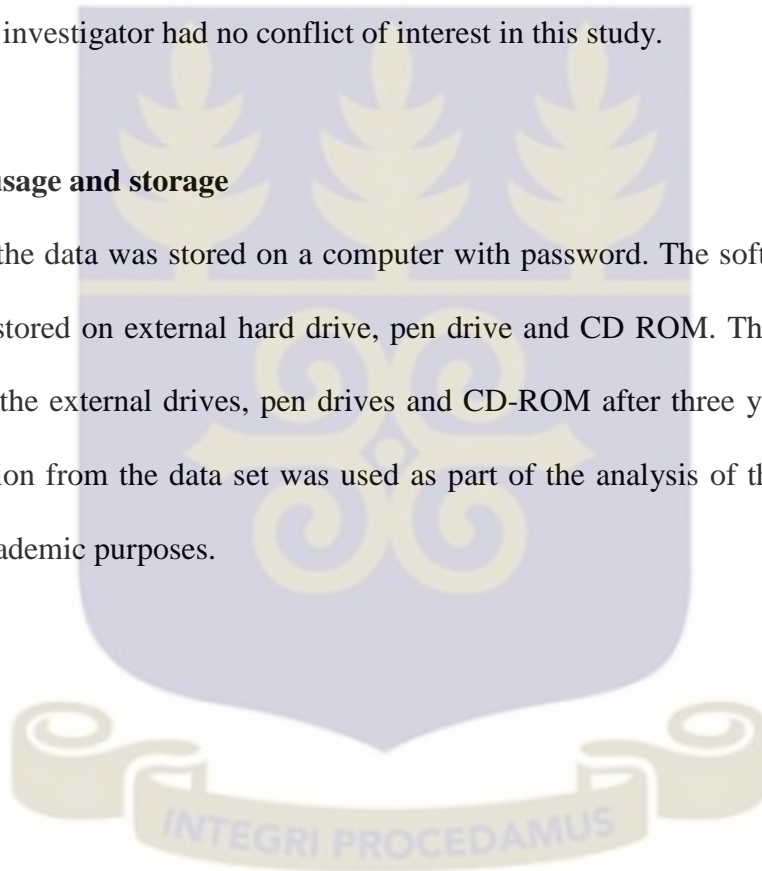 investigator had no conflict of interest in this study.
usage and storage
the data was stored on a computer with password. The soft
stored on external hard drive, pen drive and CD ROM. Th
the external drives, pen drives and CD-ROM after three y
ion from the data set was used as part of the analysis of th
ademic purposes.
INTEGRI PROCEDAMUS